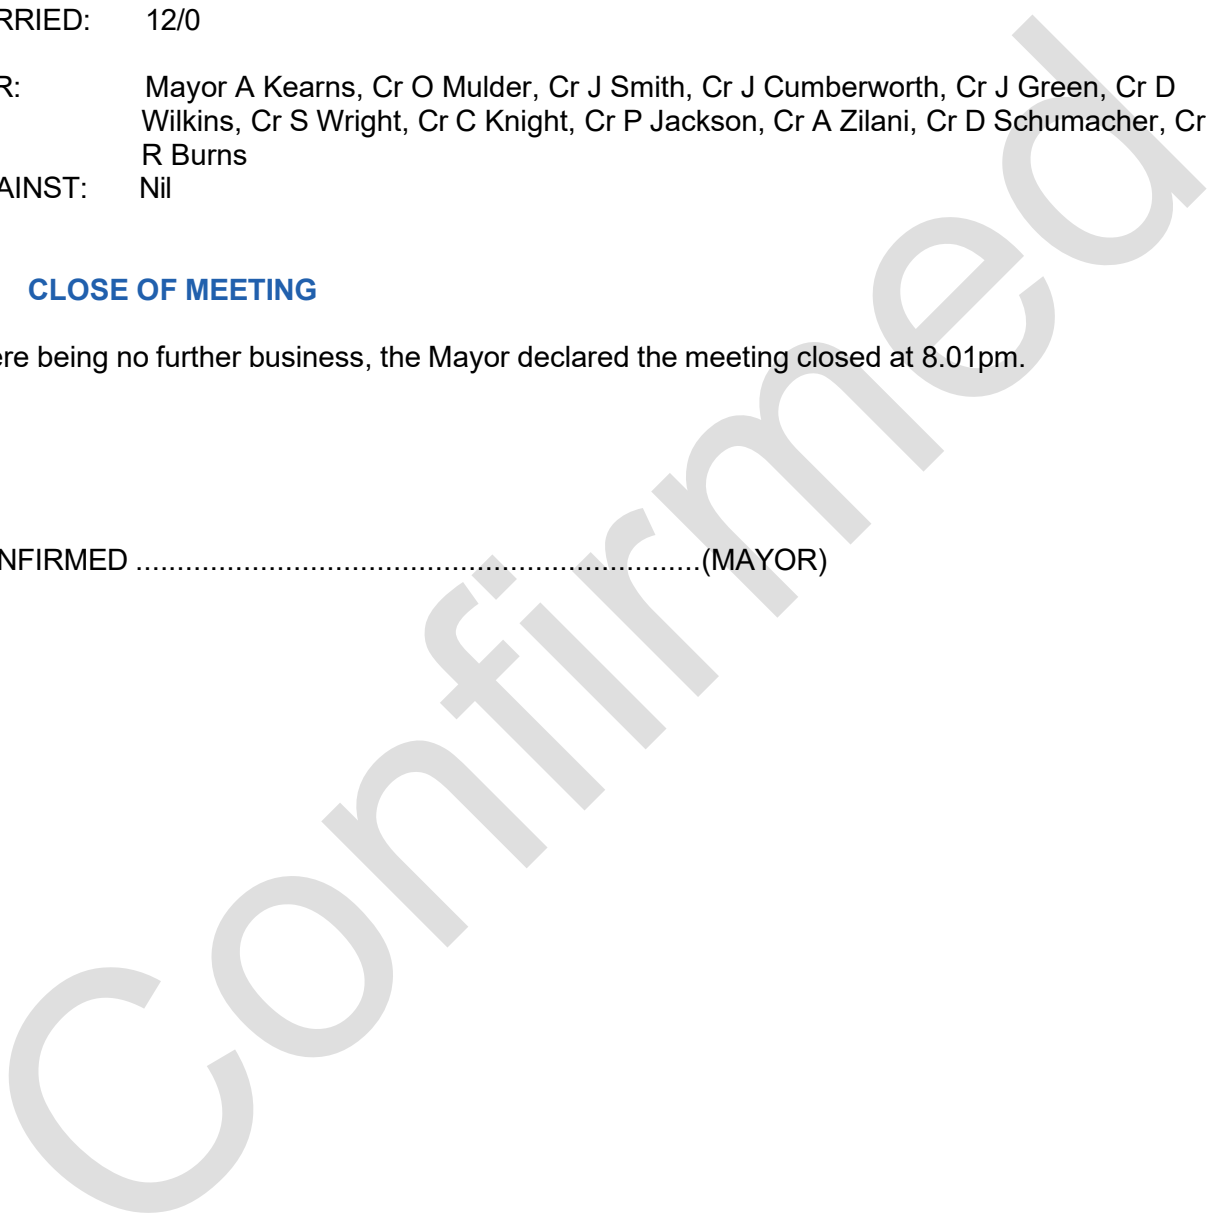 RRIED: 12/0
R: Mayor A Kearns, Cr O Mulder, Cr J Smith, Cr J Cumberworth, Cr J Green, Cr D
Wilkins, Cr S Wright, Cr C Knight, Cr P Jackson, Cr A Zilani, Cr D Schumacher, Cr
R Burns
AINST: Nil
CLOSE OF MEETING
ere being no further business, the Mayor declared the meeting closed at 8.01pm.
NFIRMED ....................................................................(MAYOR)
Confirmed